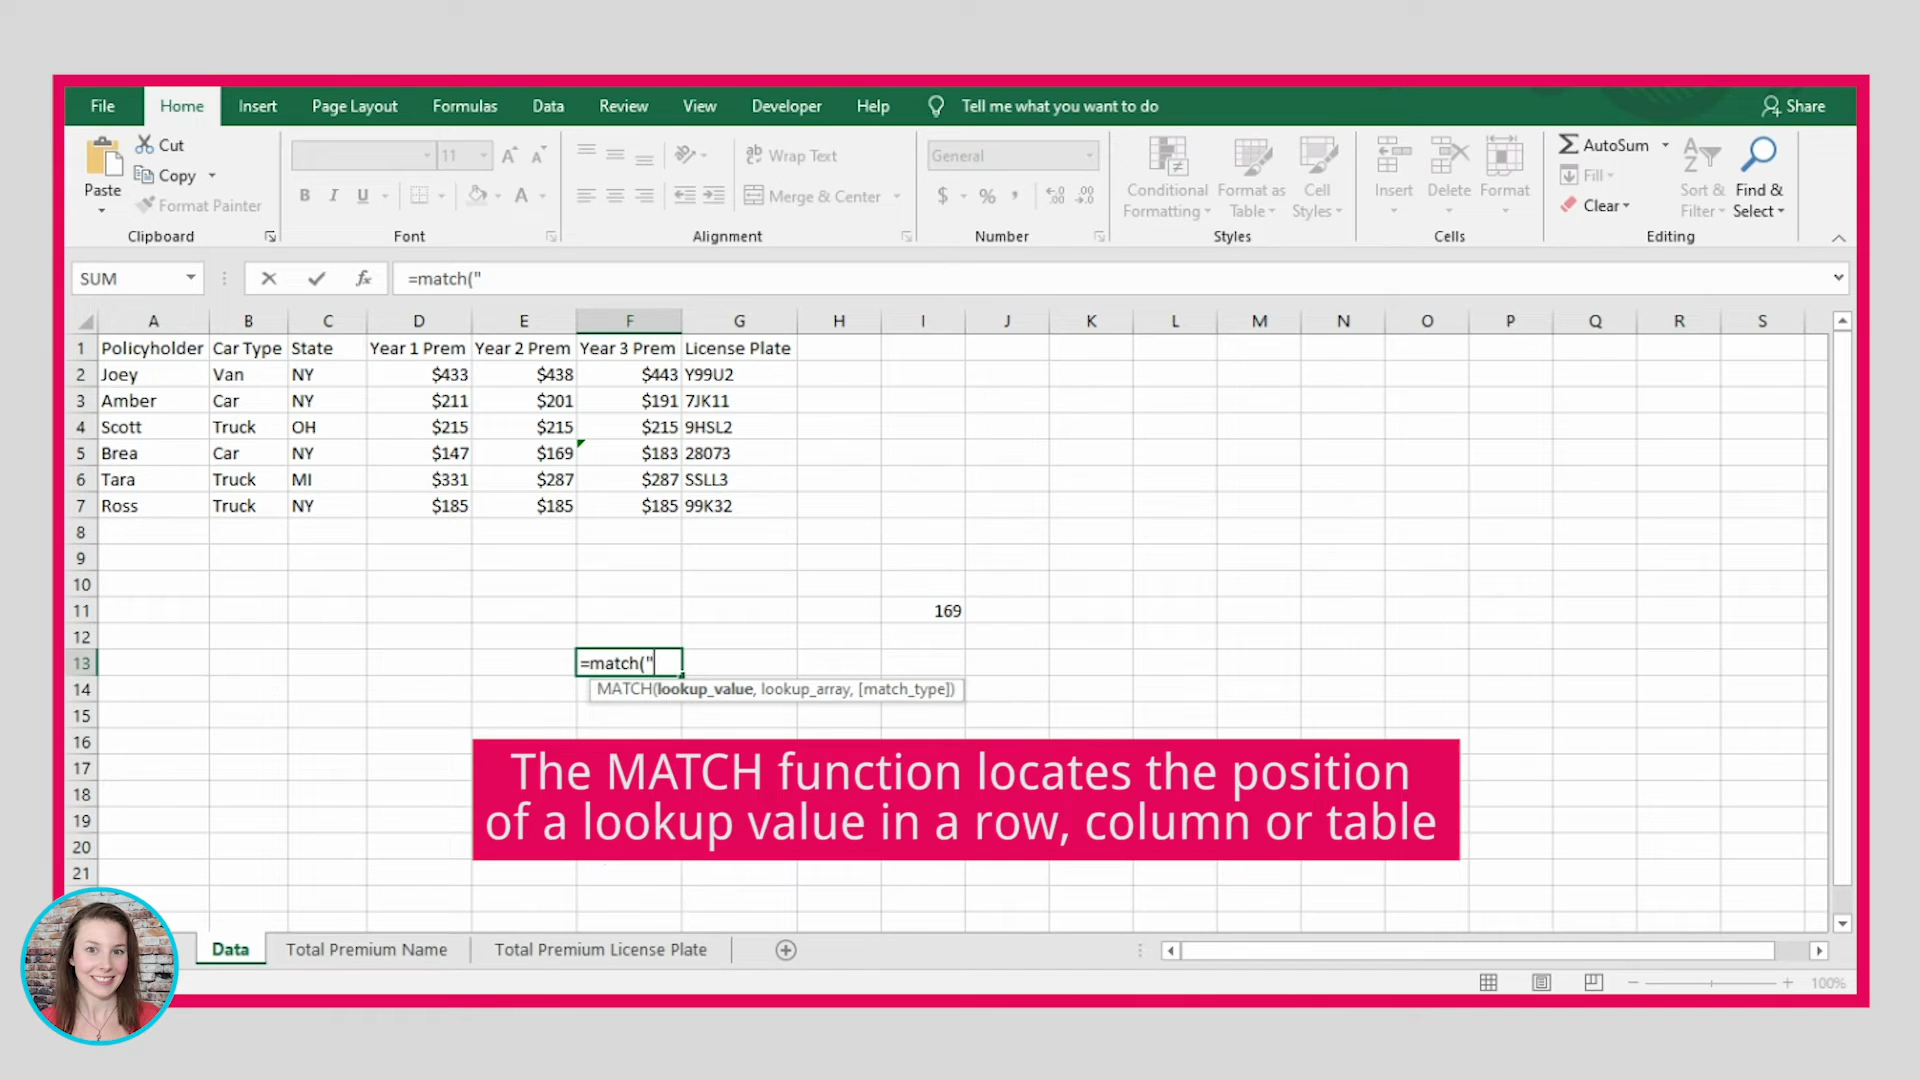 File Home Insert Page Layout Formulas Data Review View Developer Help Tell me what you want to do Share
Paste
Cut
Copy
Format Painter
Clipboard
11
B I U
A
Font
ab Wrap Text
Merge & Center
Alignment
General
$ % ,
Number
Conditional Formatting
Format as Table
Cell Styles
Styles
Insert Delete Format
Cells
AutoSum
Fill
Clear
Sort & Filter
Find & Select
Editing
SUM fx =match("
A B C D E F G H I J K L M N O P Q R S
1 Policyholder Car Type State Year 1 Prem Year 2 Prem Year 3 Prem License Plate
2 Joey Van NY $433 $438 $443 Y99U2
3 Amber Car NY $211 $201 $191 7JK11
4 Scott Truck OH $215 $215 $215 9HSL2
5 Brea Car NY $147 $169 $183 28073
6 Tara Truck MI $331 $287 $287 SSLL3
7 Ross Truck NY $185 $185 $185 99K32
8
9
10
11 169
12
13 =match("
14 MATCH(lookup_value, lookup_array, [match_type])
15
16
17
18
19
20
21
The MATCH function locates the position
of a lookup value in a row, column or table
Data Total Premium Name Total Premium License Plate
100%